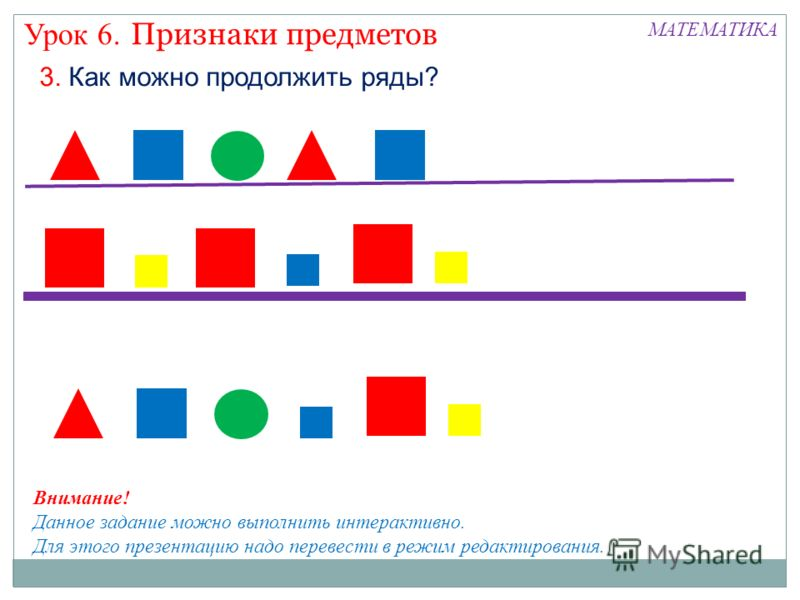 Урок 6. Признаки предметов
МАТЕМАТИКА
3. Как можно продолжить ряды?
Внимание!
Данное задание можно выполнить интерактивно.
Для этого презентацию надо перевести в режим редактирования.
MyShared